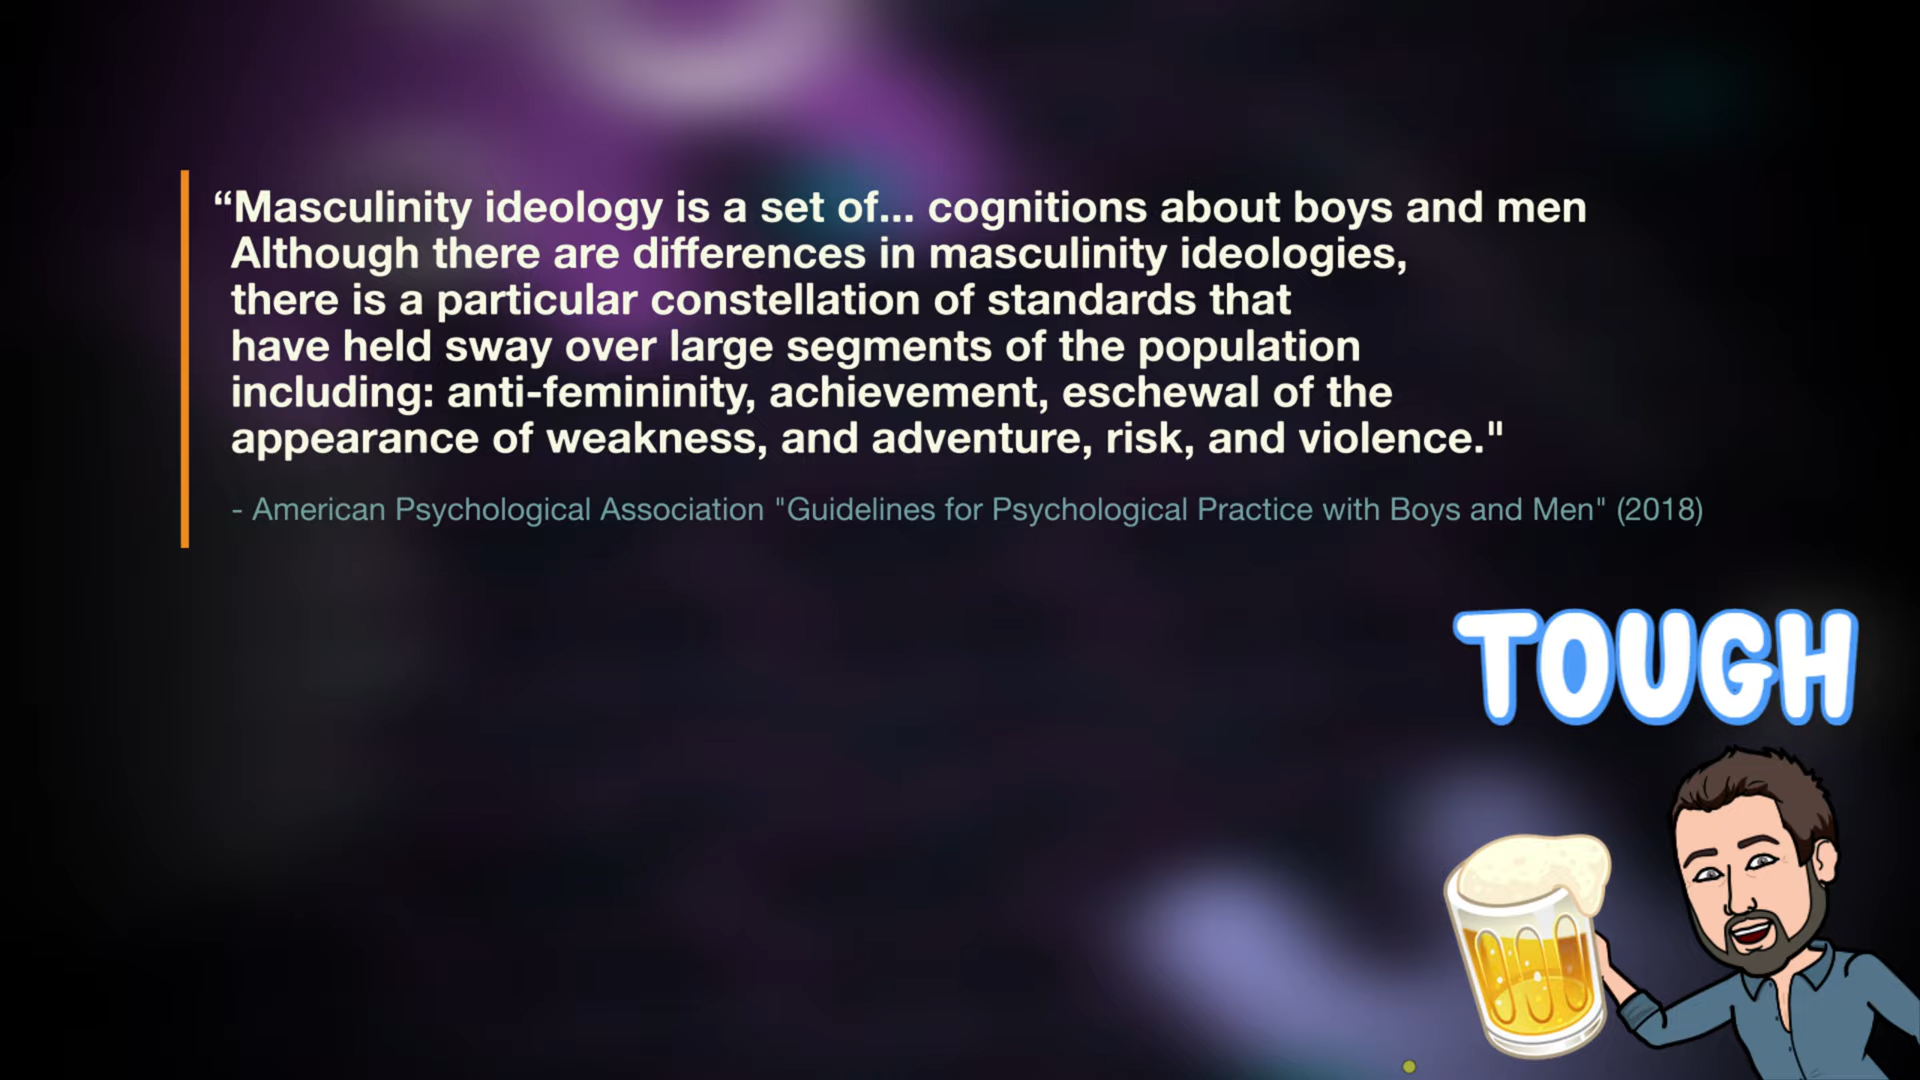 “Masculinity ideology is a set of... cognitions about boys and men
Although there are differences in masculinity ideologies,
there is a particular constellation of standards that
have held sway over large segments of the population
including: anti-femininity, achievement, eschewal of the
appearance of weakness, and adventure, risk, and violence."
- American Psychological Association "Guidelines for Psychological Practice with Boys and Men" (2018)
TOUGH